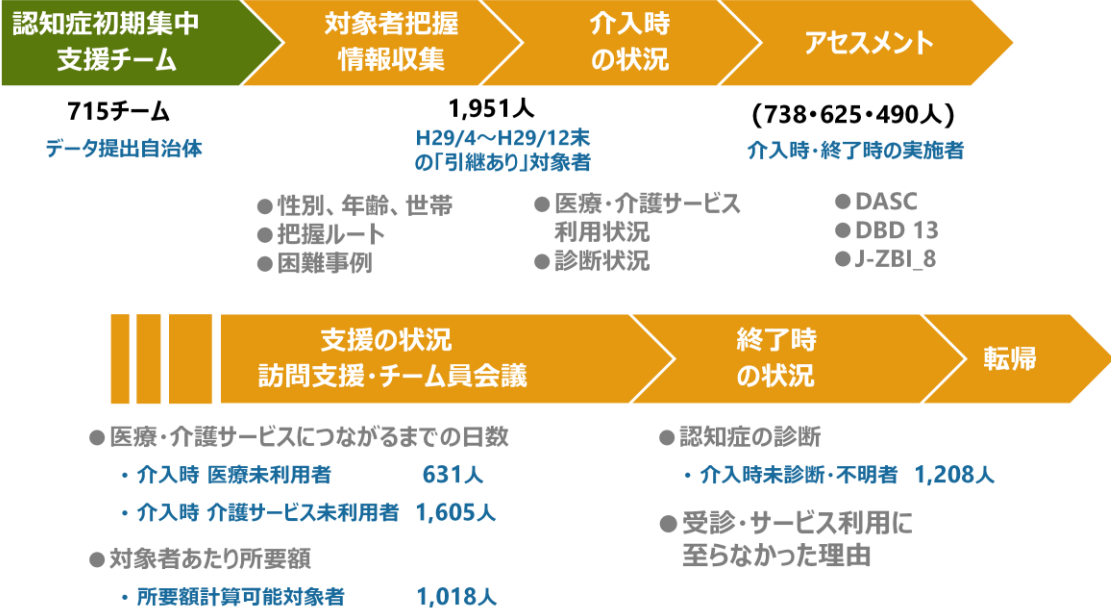 認知症初期集中
支援チーム
対象者把握
情報収集
介入時
の状況
アセスメント
715チーム
データ提出自治体
1,951人
H29/4～H29/12末
の「引継あり」対象者
(738・625・490人)
介入時・終了時の実施者
●性別、年齢、世帯
●把握ルート
●困難事例
●医療・介護サービス
利用状況
●診断状況
●DASC
●DBD 13
●J-ZBI_8
支援の状況
訪問支援・チーム員会議
終了時
の状況
転帰
●医療・介護サービスにつながるまでの日数
・介入時 医療未利用者 631人
・介入時 介護サービス未利用者 1,605人
●対象者あたり所要額
・所要額計算可能対象者 1,018人
●認知症の診断
・介入時未診断・不明者 1,208人
●受診・サービス利用に
至らなかった理由